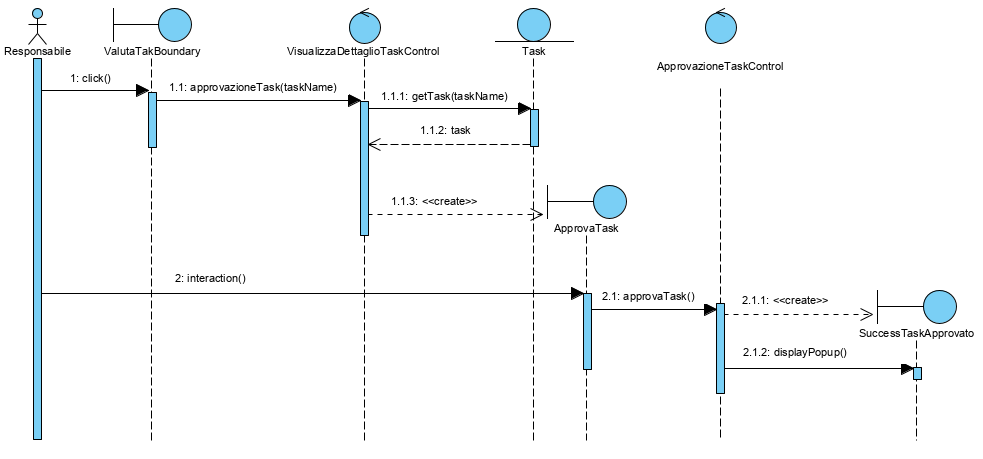 Responsabile
ValutaTakBoundary
VisualizzaDettaglioTaskControl
Task
ApprovazioneTaskControl
1: click()
1.1: approvazioneTask(taskName)
1.1.1: getTask(taskName)
1.1.2: task
1.1.3: <<create>>
ApprovaTask
2: interaction()
2.1: approvaTask()
2.1.1: <<create>>
SuccessTaskApprovato
2.1.2: displayPopup()